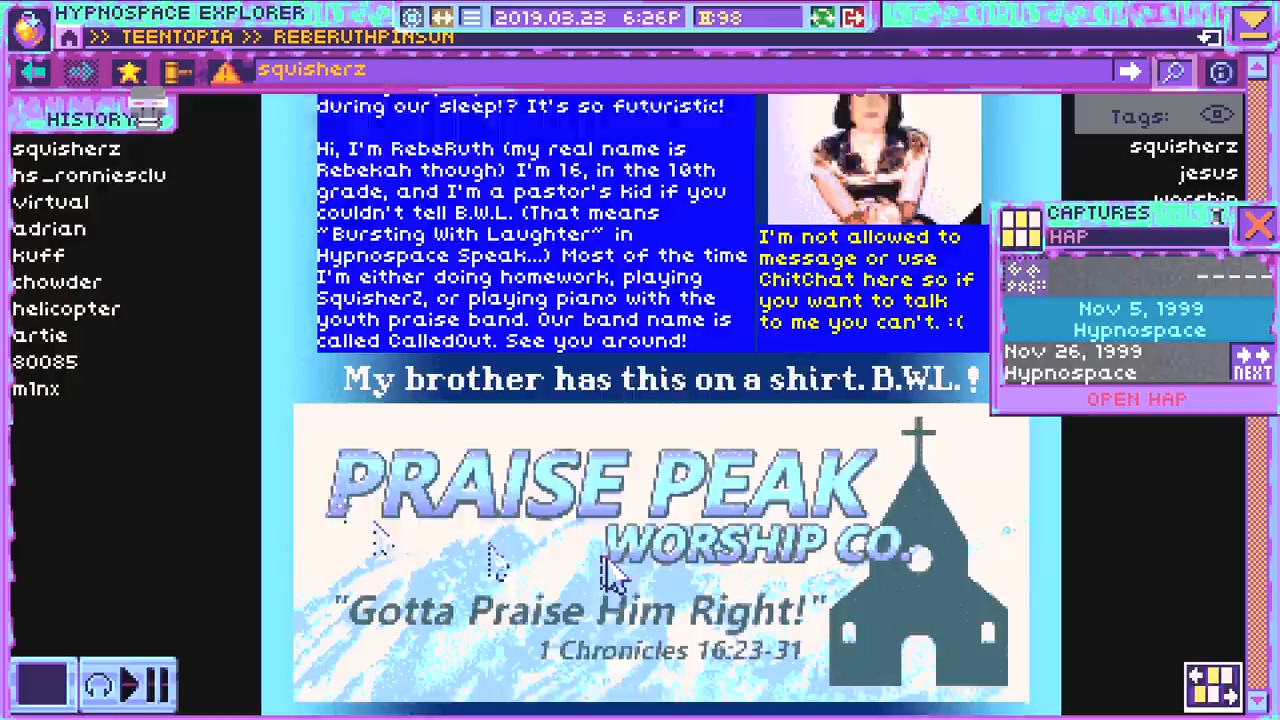 HYPNOSPACE EXPLORER
2019.03.23 6:26P
:98
>> TEENTOPIA >> REBERUTHPIMSUM
squisherz
HISTORY
squisherz
hs_ronniesclu
virtual
adrian
kuff
chowder
helicopter
artie
80085
m1nx
during our sleep!? It's so futuristic!
Hi, I'm RebeRuth (my real name is
Rebekah though) I'm 16, in the 10th
grade, and I'm a pastor's kid if you
couldn't tell B.W.L. (That means
~Bursting With Laughter~ in
Hypnospace Speak...) Most of the time
I'm either doing homework, playing
SquisherZ, or playing piano with the
youth praise band. Our band name is
called CalledOut. See you around!
I'm not allowed to
message or use
ChitChat here so if
you want to talk
to me you can't. :(
My brother has this on a shirt. B.W.L. !
PRAISE PEAK
WORSHIP CO.
"Gotta Praise Him Right!"
1 Chronicles 16:23-31
Tags:
squisherz
jesus
worship
CAPTURES
HAP
-----
Nov 5, 1999
Hypnospace
Nov 26, 1999
Hypnospace
NEXT
OPEN HAP